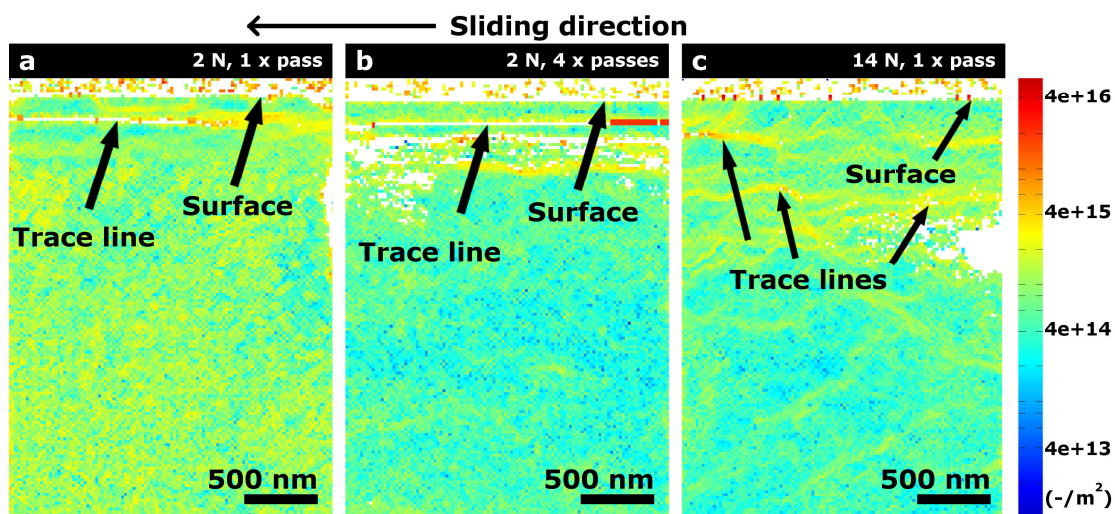 Sliding direction
a
2 N, 1 x pass
b
2 N, 4 x passes
c
14 N, 1 x pass
Surface
Trace line
500 nm
Surface
Trace line
500 nm
Surface
Trace lines
500 nm
4e+16
4e+15
4e+14
4e+13
(-/m²)